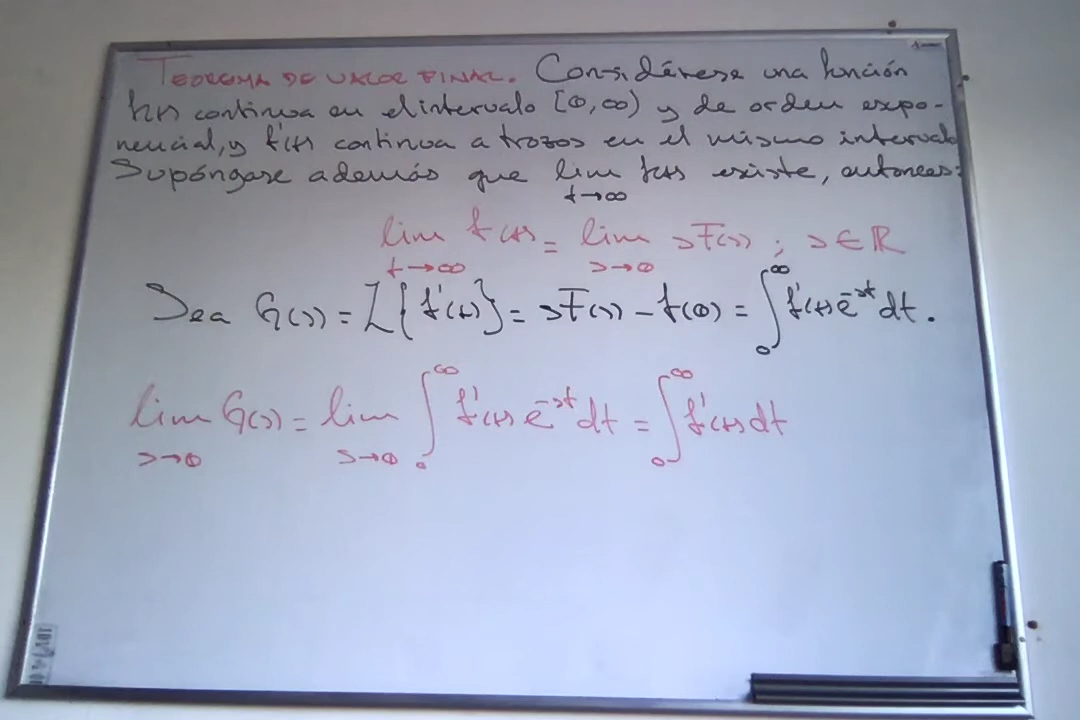 TEOREMA DE VALOR FINAL. Considérese una función
f(t) continua en el intervalo [0,∞) y de orden expo-
nencial, y f'(t) continua a trozos en el mismo intervalo
Supóngase además que lim t→∞ f(t) existe, entonces:
lim t→∞ f(t) = lim s→0 sF(s) ; s∈ℝ
Sea G(s) = L{f'(t)} = sF(s) - f(0) = ∫₀^∞ f'(t)e^-st dt.
lim s→0 G(s) = lim s→0 ∫₀^∞ f'(t) e^-st dt = ∫₀^∞ f'(t)dt